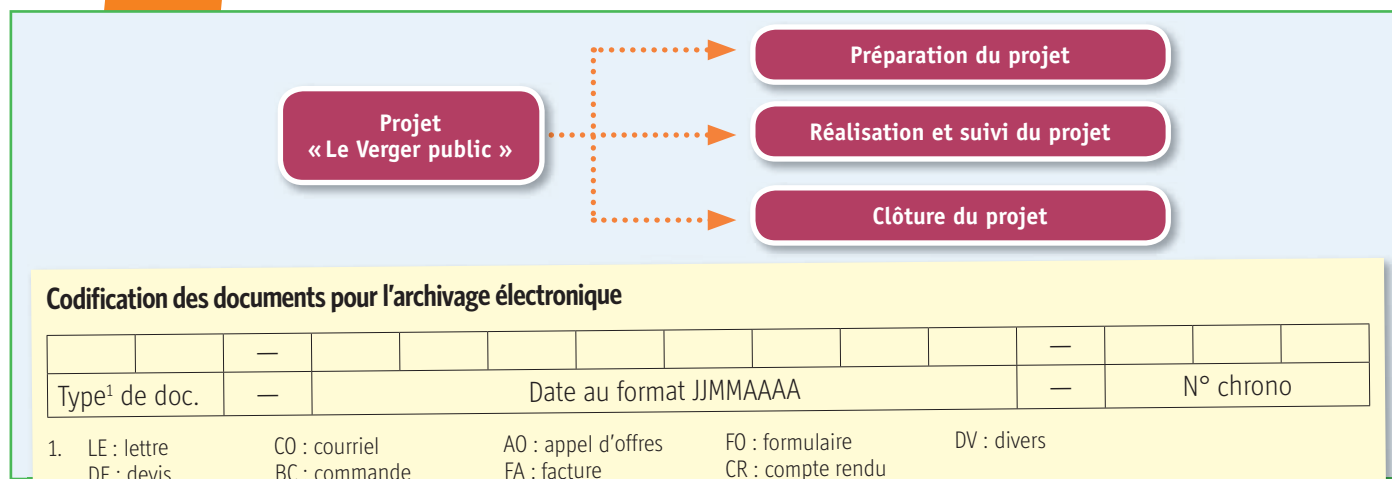 Préparation du projet
Projet
« Le Verger public »
Réalisation et suivi du projet
Clôture du projet
Codification des documents pour l'archivage électronique
— —
Type¹ de doc. — Date au format JJMMAAAA — N° chrono
1. LE : lettre CO : courriel AO : appel d'offres FO : formulaire DV : divers
DE : devis BC : commande FA : facture CR : compte rendu